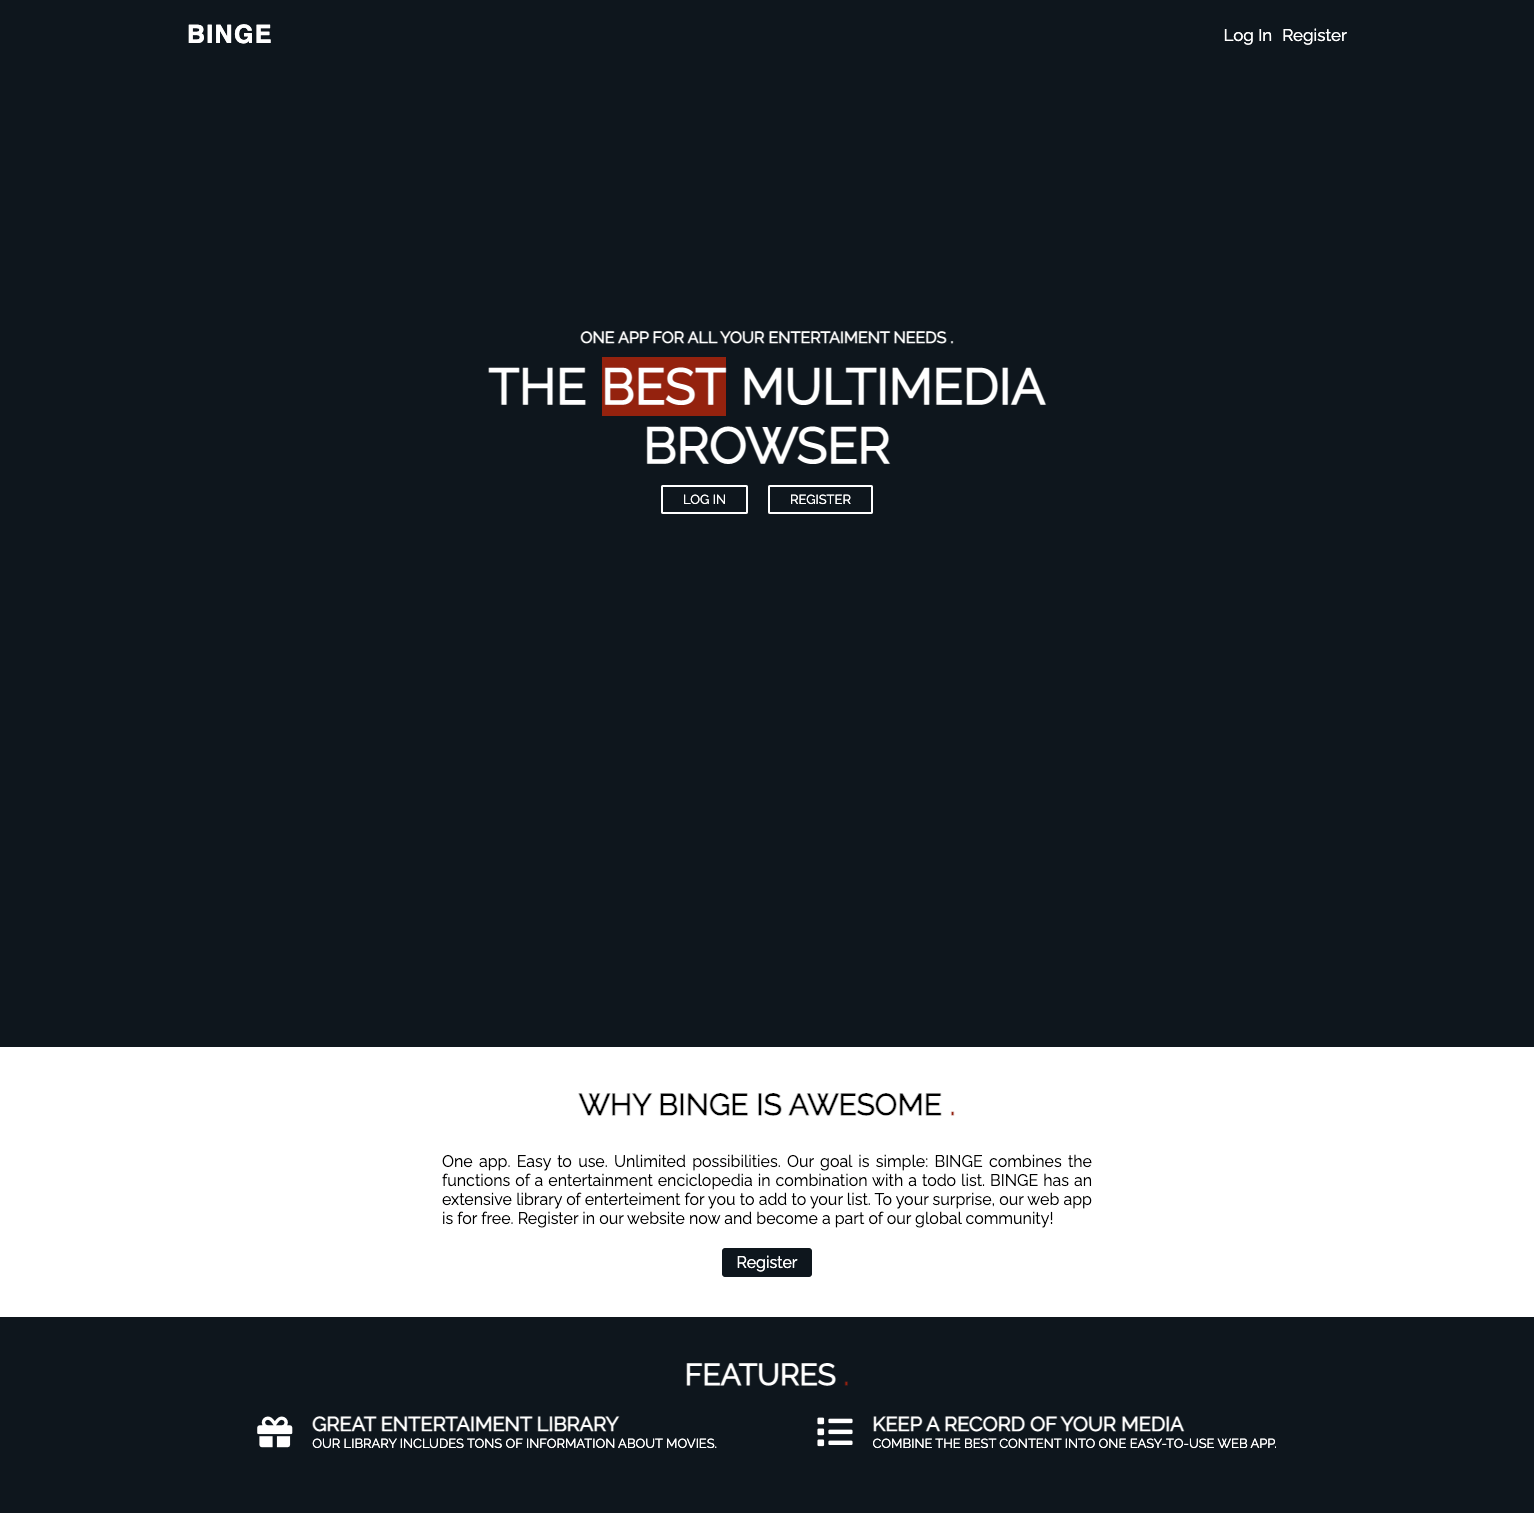 BINGE
Log In Register
ONE APP FOR ALL YOUR ENTERTAIMENT NEEDS .
THE BEST MULTIMEDIA
BROWSER
LOG IN REGISTER
WHY BINGE IS AWESOME .
One app. Easy to use. Unlimited possibilities. Our goal is simple: BINGE combines the
functions of a entertainment enciclopedia in combination with a todo list. BINGE has an
extensive library of enterteiment for you to add to your list. To your surprise, our web app
is for free. Register in our website now and become a part of our global community!
Register
FEATURES .
GREAT ENTERTAIMENT LIBRARY
OUR LIBRARY INCLUDES TONS OF INFORMATION ABOUT MOVIES.
KEEP A RECORD OF YOUR MEDIA
COMBINE THE BEST CONTENT INTO ONE EASY-TO-USE WEB APP.